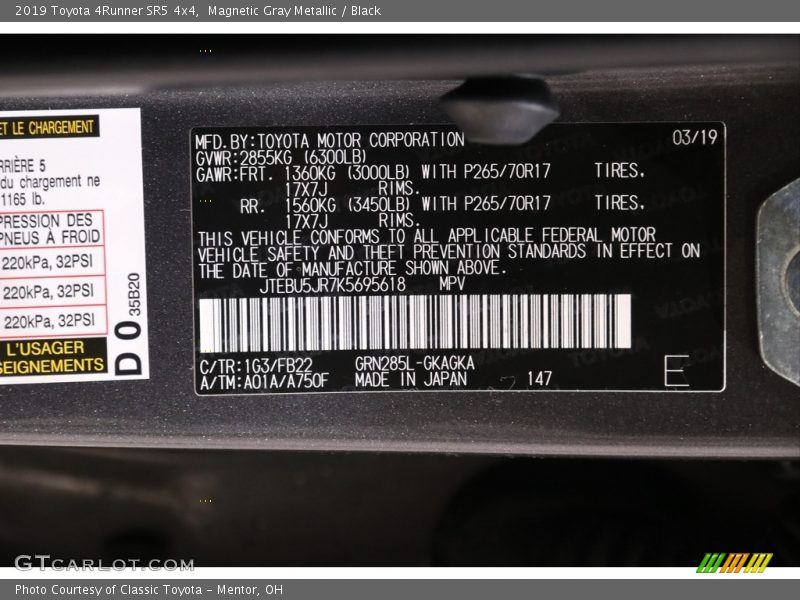 2019 Toyota 4Runner SR5 4x4, Magnetic Gray Metallic / Black
ET LE CHARGEMENT
RRIÈRE 5
du chargement ne
1165 lb.
PRESSION DES
PNEUS À FROID
220kPa, 32PSI
220kPa, 32PSI
220kPa, 32PSI
L'USAGER
SEIGNEMENTS
D 0 35B20
MFD.BY:TOYOTA MOTOR CORPORATION 03/19
GVWR:2855KG (6300LB)
GAWR:FRT. 1360KG (3000LB) WITH P265/70R17 TIRES.
17X7J RIMS.
RR. 1560KG (3450LB) WITH P265/70R17 TIRES.
17X7J RIMS.
THIS VEHICLE CONFORMS TO ALL APPLICABLE FEDERAL MOTOR
VEHICLE SAFETY AND THEFT PREVENTION STANDARDS IN EFFECT ON
THE DATE OF MANUFACTURE SHOWN ABOVE.
JTEBU5JR7K5695618 MPV
C/TR:1G3/FB22 GRN285L-GKAGKA
A/TM:A01A/A750F MADE IN JAPAN 147 E
GTCARLOT.COM
Photo Courtesy of Classic Toyota - Mentor, OH